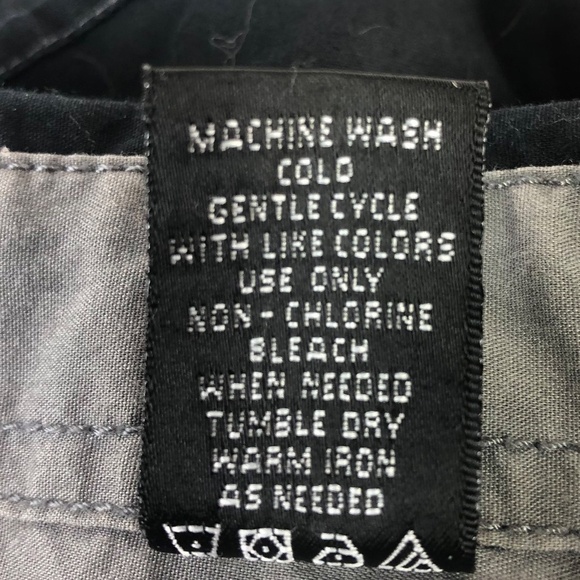 MACHINE WASH
COLD
GENTLE CYCLE
WITH LIKE COLORS
USE ONLY
NON-CHLORINE
BLEACH
WHEN NEEDED
TUMBLE DRY
WARM IRON
AS NEEDED